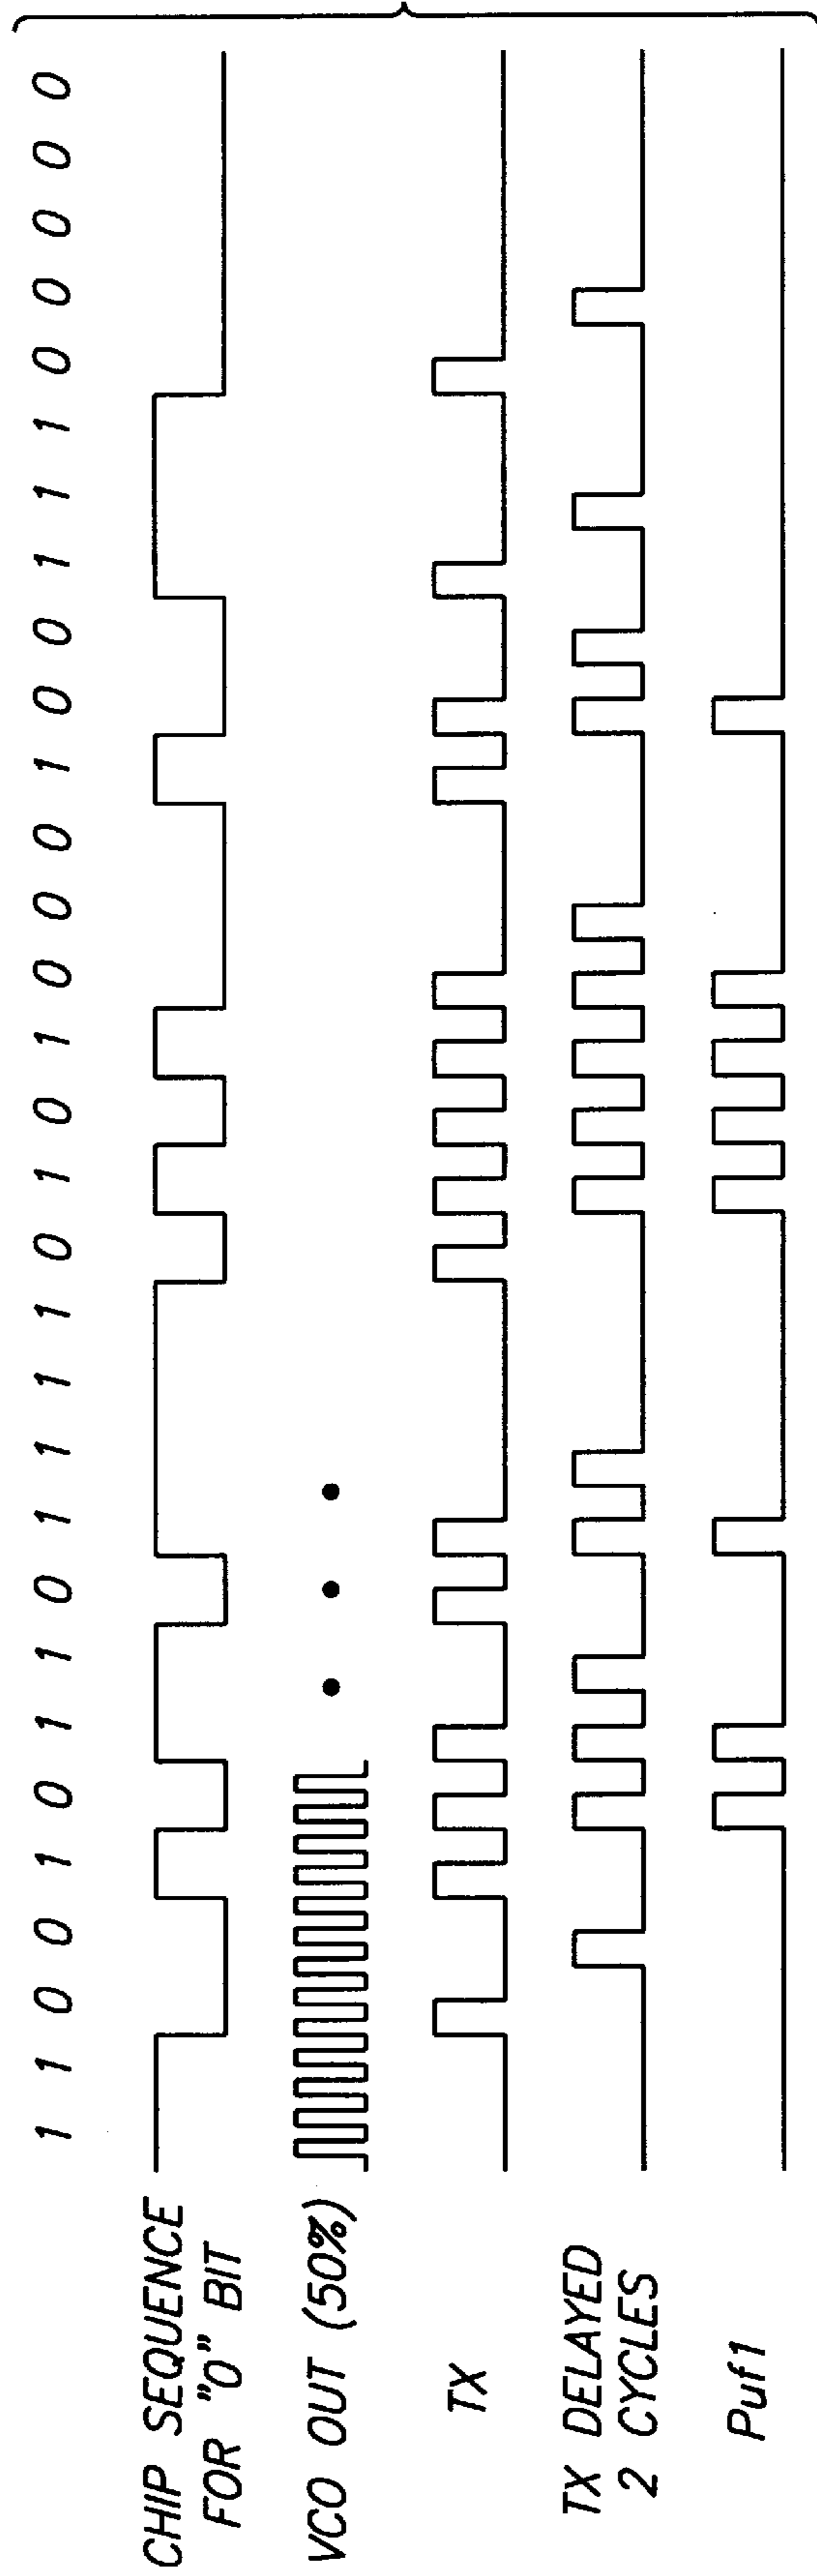 1 1 0 0 1 0 1 1 0 1 1 1 1 0 1 0 1 0 0 0 1 0 0 1 1 1 0 0 0 0 0
CHIP SEQUENCE
FOR "0" BIT
VCO OUT (50%)
TX
TX DELAYED
2 CYCLES
Puf1